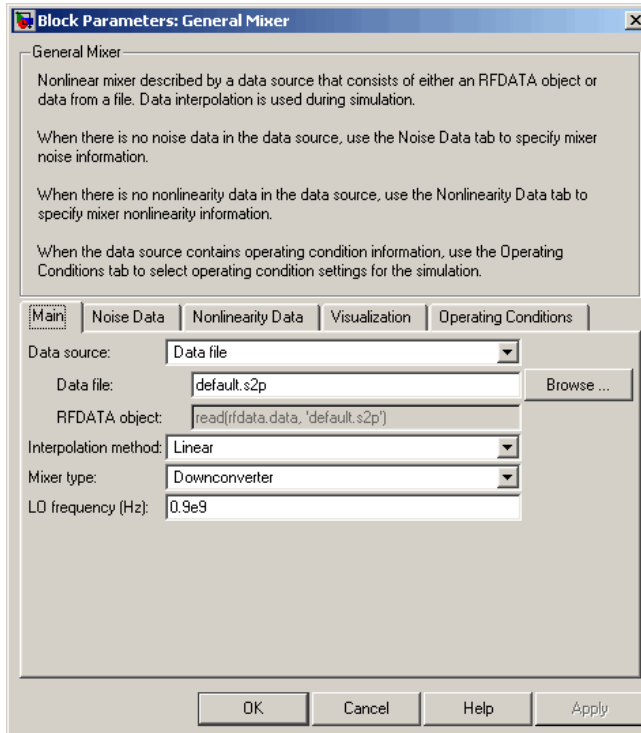 Block Parameters: General Mixer
General Mixer
Nonlinear mixer described by a data source that consists of either an RFDATA object or
data from a file. Data interpolation is used during simulation.
When there is no noise data in the data source, use the Noise Data tab to specify mixer
noise information.
When there is no nonlinearity data in the data source, use the Nonlinearity Data tab to
specify mixer nonlinearity information.
When the data source contains operating condition information, use the Operating
Conditions tab to select operating condition settings for the simulation.
Main Noise Data Nonlinearity Data Visualization Operating Conditions
Data source: Data file
Data file: default.s2p Browse ...
RFDATA object: read(rfdata.data, 'default.s2p')
Interpolation method: Linear
Mixer type: Downconverter
LO frequency (Hz): 0.9e9
OK Cancel Help Apply